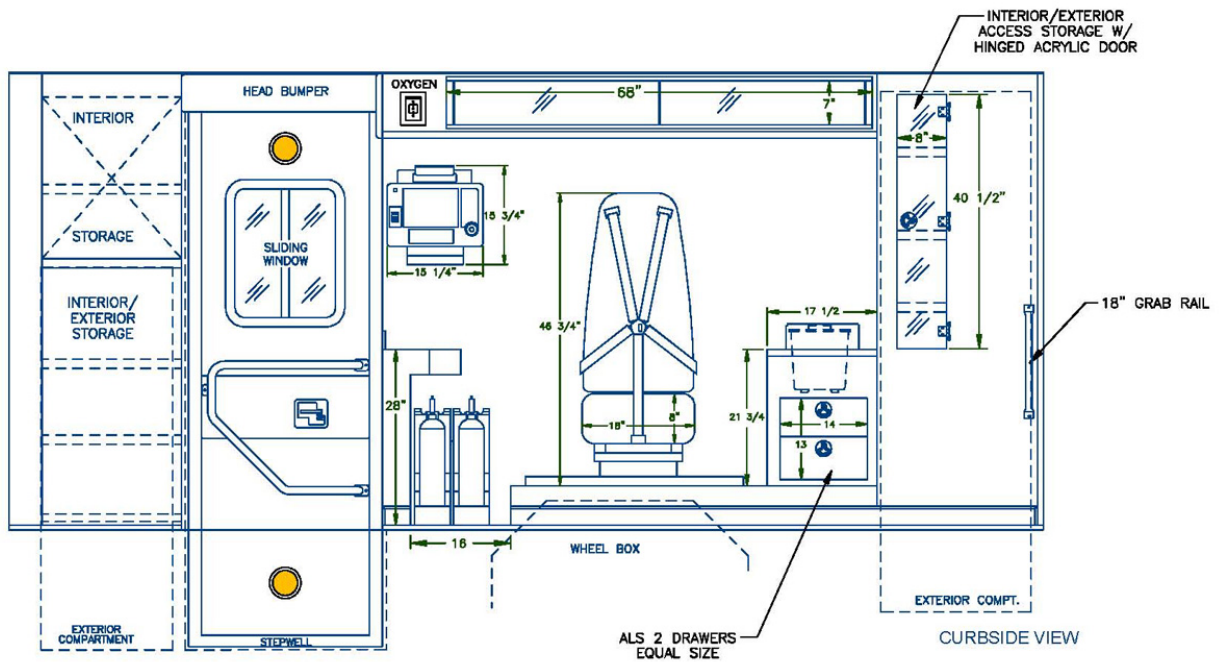 INTERIOR/EXTERIOR
ACCESS STORAGE W/
HINGED ACRYLIC DOOR
HEAD BUMPER
OXYGEN
68"
7"
8"
INTERIOR
STORAGE
40 1/2"
15 3/4"
15 1/4"
SLIDING
WINDOW
INTERIOR/
EXTERIOR
STORAGE
46 3/4"
17 1/2
18" GRAB RAIL
28"
18"
8"
21 3/4
14
13
16
WHEEL BOX
EXTERIOR
COMPARTMENT
STEPWELL
EXTERIOR COMPT.
ALS 2 DRAWERS
EQUAL SIZE
CURBSIDE VIEW